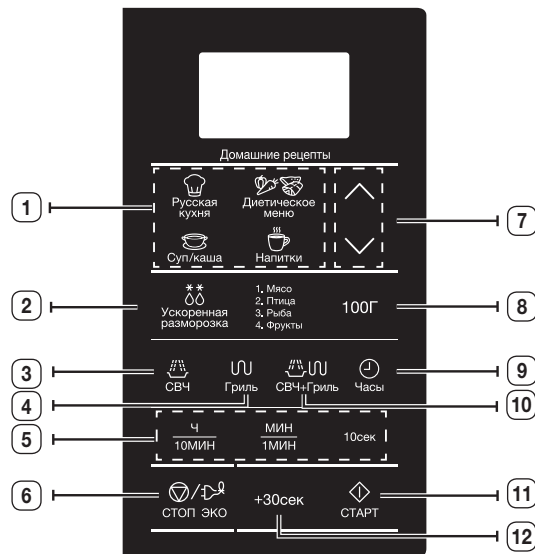 Домашние рецепты
1
Русская
кухня
Диетическое
меню
7
Суп/каша
Напитки
2
Ускоренная
разморозка
1. Мясо
2. Птица
3. Рыба
4. Фрукты
100Г
8
3
СВЧ
Гриль
СВЧ+Гриль
Часы
9
4
10
5
Ч
10МИН
МИН
1МИН
10сек
6
СТОП ЭКО
+30сек
СТАРТ
11
12